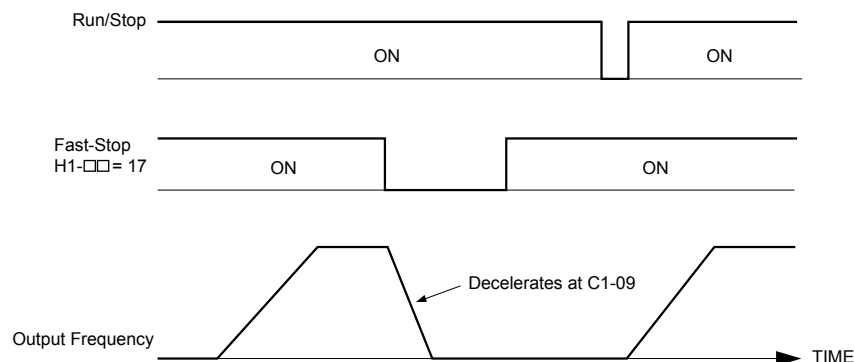 Run/Stop
ON
ON
Fast-Stop
H1-□□= 17
ON
ON
Decelerates at C1-09
Output Frequency
TIME